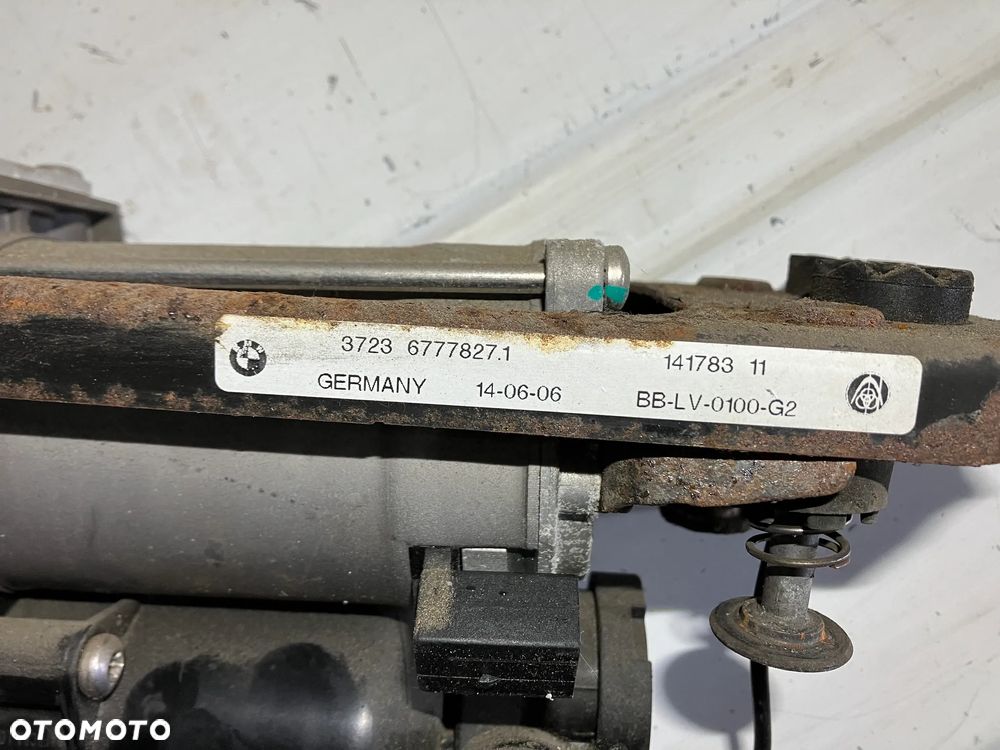 3723 6777827.1 141783 11
GERMANY 14-06-06 BB-LV-0100-G2
OTOMOTO